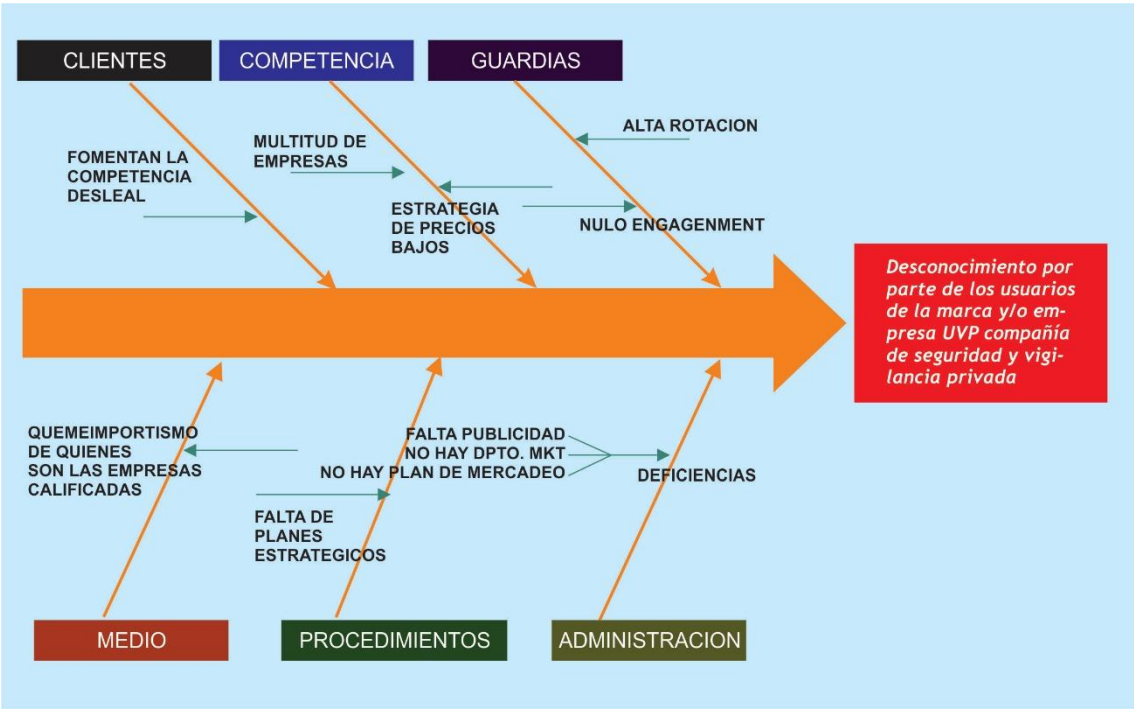 CLIENTES
COMPETENCIA
GUARDIAS
FOMENTAN LA
COMPETENCIA
DESLEAL
MULTITUD DE
EMPRESAS
ESTRATEGIA
DE PRECIOS
BAJOS
ALTA ROTACION
NULO ENGAGENMENT
Desconocimiento por
parte de los usuarios
de la marca y/o em-
presa UVP compañía
de seguridad y vigi-
lancia privada
QUEMEIMPORTISMO
DE QUIENES
SON LAS EMPRESAS
CALIFICADAS
FALTA DE
PLANES
ESTRATEGICOS
FALTA PUBLICIDAD
NO HAY DPTO. MKT
NO HAY PLAN DE MERCADEO
DEFICIENCIAS
MEDIO
PROCEDIMIENTOS
ADMINISTRACION